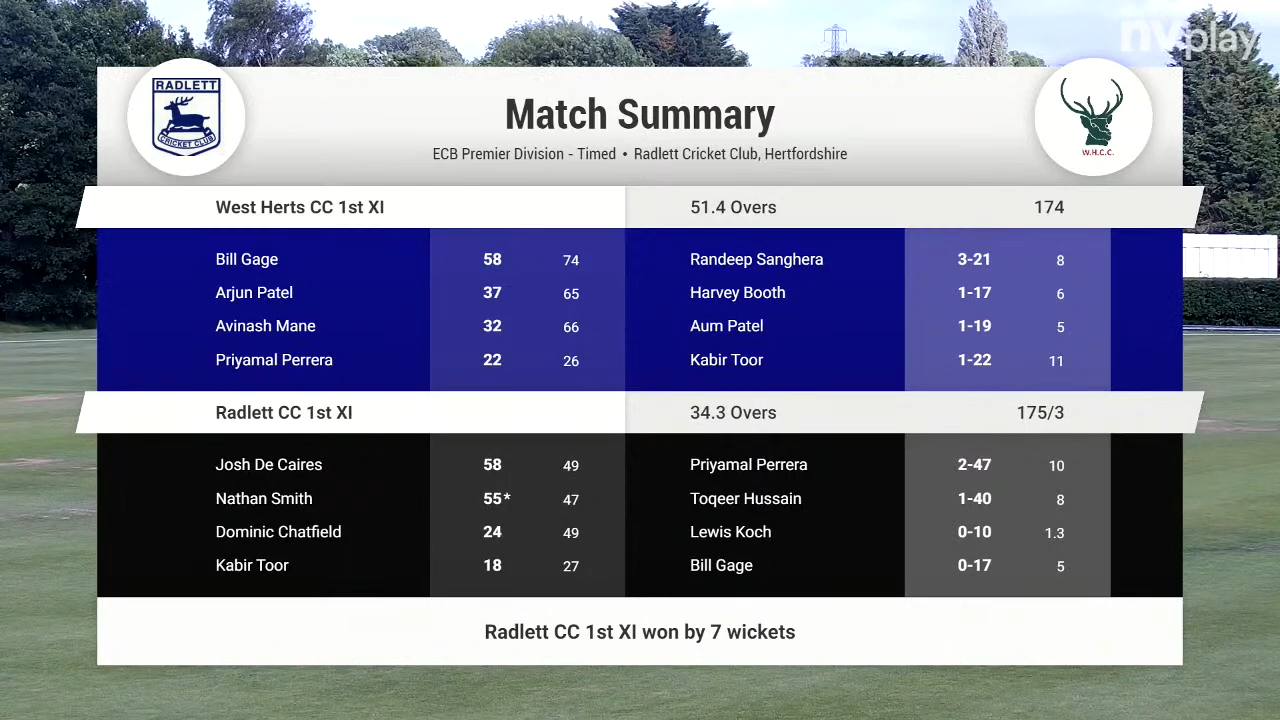 nvplay
RADLETT
CRICKET CLUB
W.H.C.C.
Match Summary
ECB Premier Division - Timed • Radlett Cricket Club, Hertfordshire
West Herts CC 1st XI 51.4 Overs 174
Bill Gage 58 74 Randeep Sanghera 3-21 8
Arjun Patel 37 65 Harvey Booth 1-17 6
Avinash Mane 32 66 Aum Patel 1-19 5
Priyamal Perrera 22 26 Kabir Toor 1-22 11
Radlett CC 1st XI 34.3 Overs 175/3
Josh De Caires 58 49 Priyamal Perrera 2-47 10
Nathan Smith 55* 47 Toqeer Hussain 1-40 8
Dominic Chatfield 24 49 Lewis Koch 0-10 1.3
Kabir Toor 18 27 Bill Gage 0-17 5
Radlett CC 1st XI won by 7 wickets